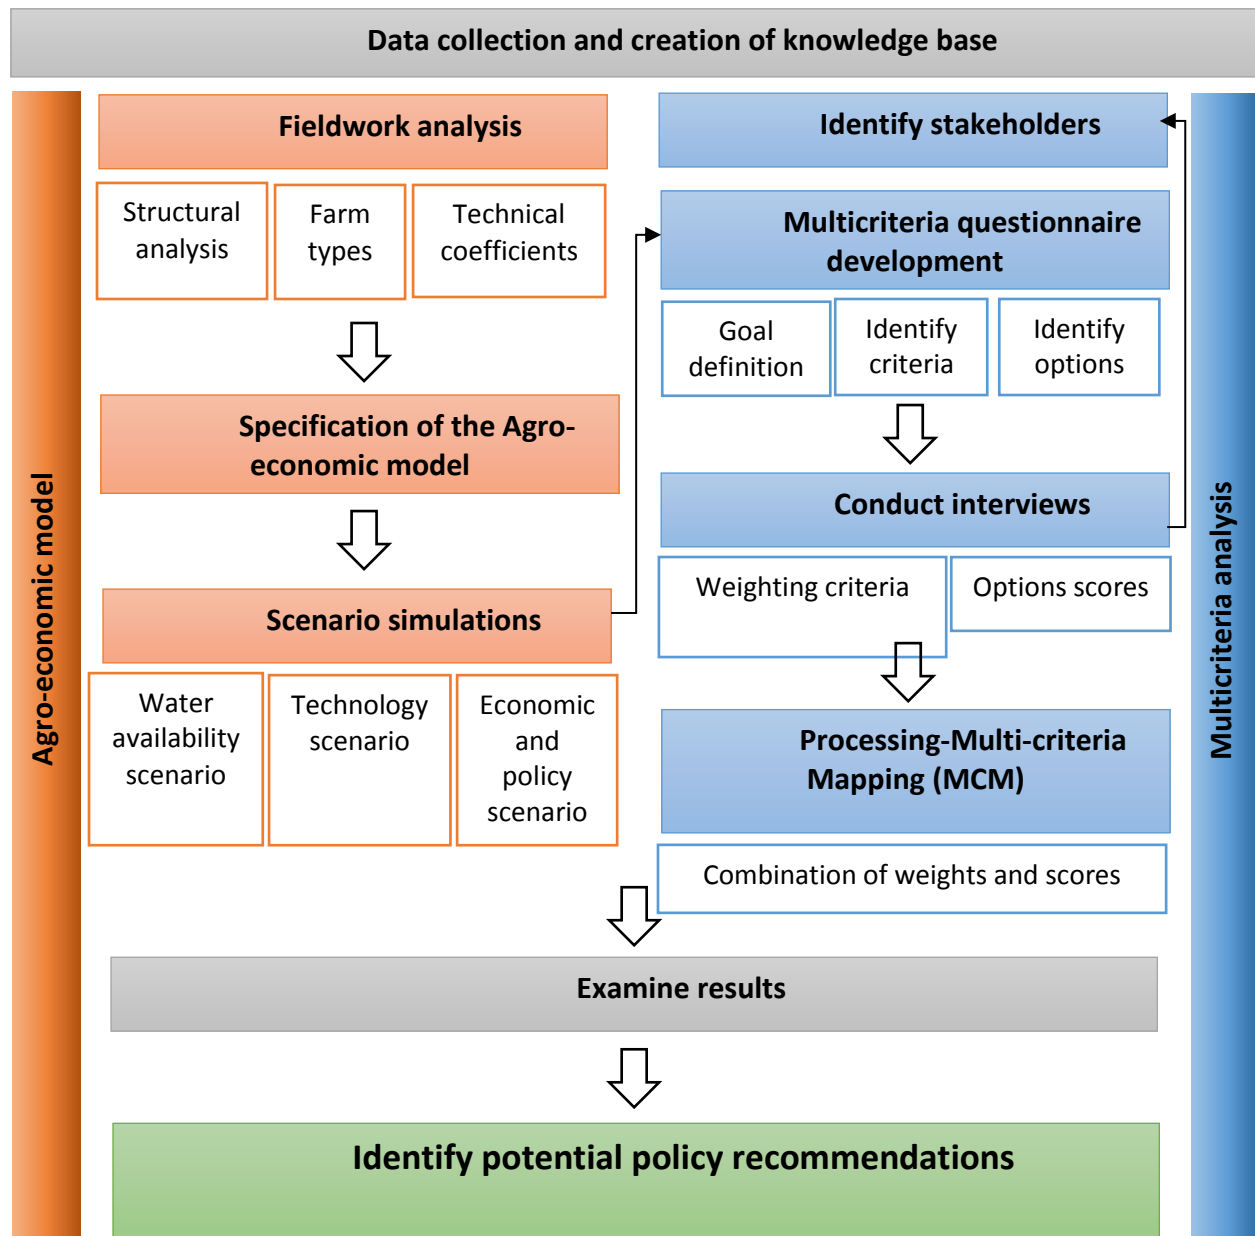 Data collection and creation of knowledge base
Agro-economic model
Fieldwork analysis
Structural
analysis
Farm
types
Technical
coefficients
Specification of the Agro-
economic model
Scenario simulations
Water
availability
scenario
Technology
scenario
Economic
and
policy
scenario
Identify stakeholders
Multicriteria questionnaire
development
Goal
definition
Identify
criteria
Identify
options
Conduct interviews
Weighting criteria
Options scores
Processing-Multi-criteria
Mapping (MCM)
Combination of weights and scores
Multicriteria analysis
Examine results
Identify potential policy recommendations